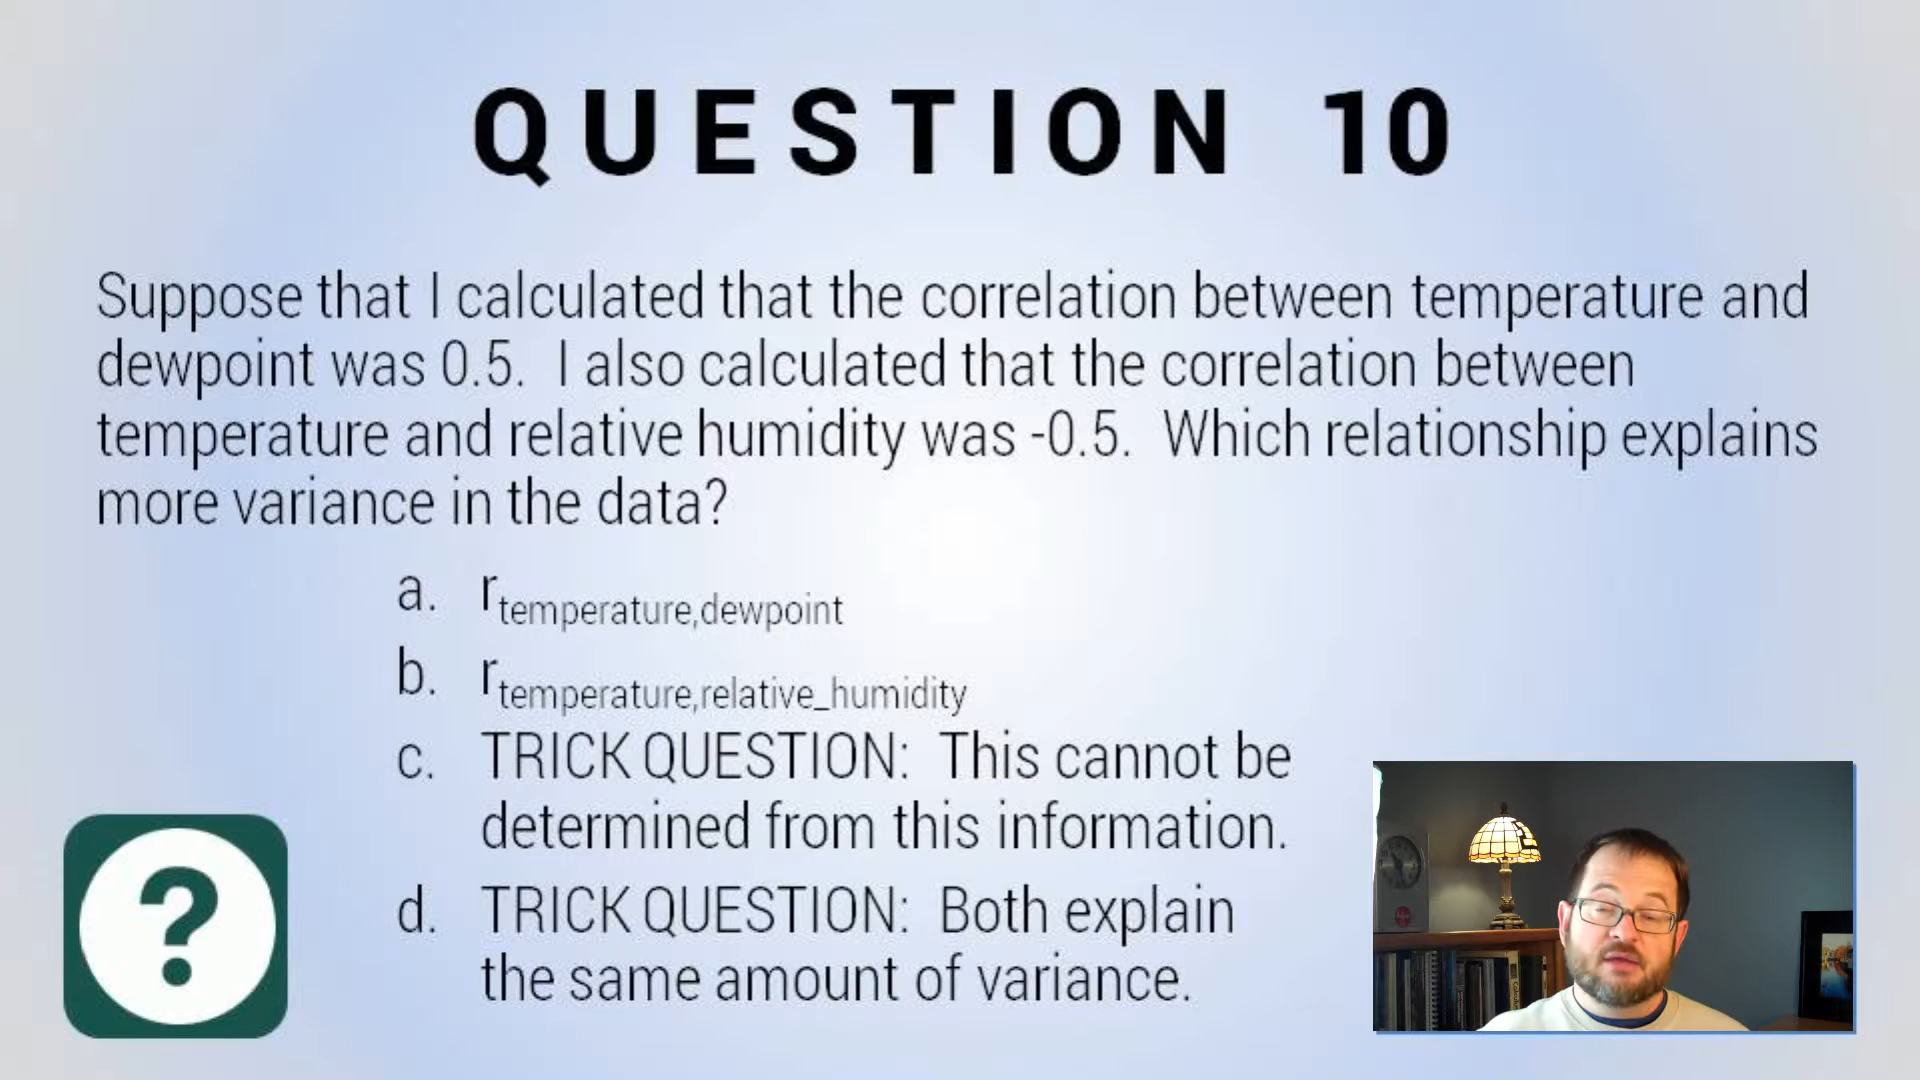 QUESTION 10
Suppose that I calculated that the correlation between temperature and
dewpoint was 0.5. I also calculated that the correlation between
temperature and relative humidity was -0.5. Which relationship explains
more variance in the data?
a. rtemperature,dewpoint
b. rtemperature,relative_humidity
c. TRICK QUESTION: This cannot be
determined from this information.
d. TRICK QUESTION: Both explain
the same amount of variance.
?